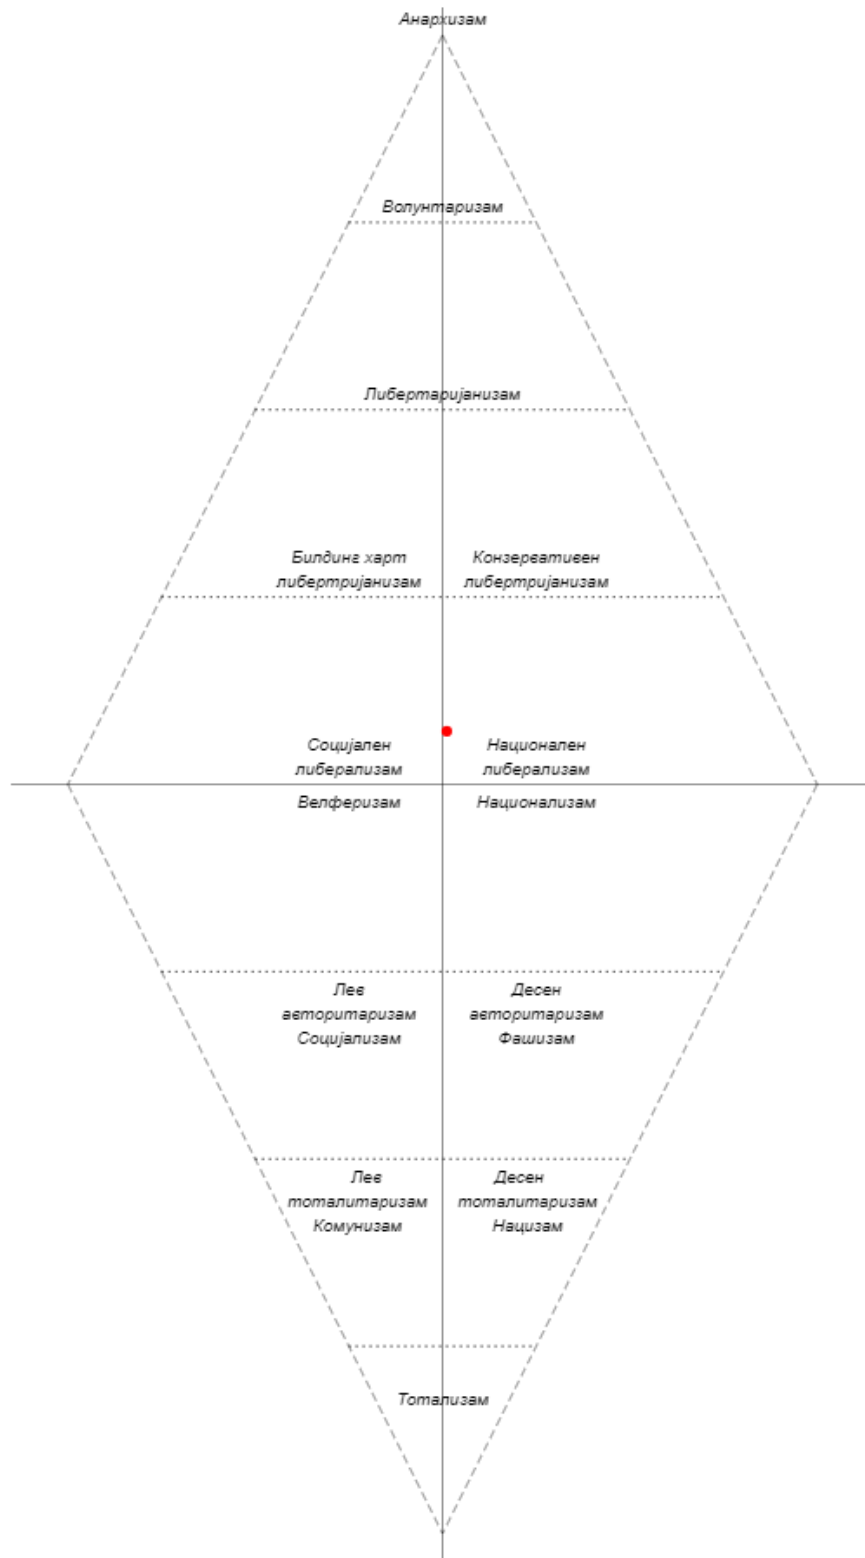 Анархизам
Волунтаризам
Либертаријанизам
Билдинг харт
либертријанизам
Конзервативен
либертријанизам
Социјален
либерализам
Национален
либерализам
Велферизам
Национализам
Лев
авторитаризам
Социјализам
Десен
авторитаризам
Фашизам
Лев
тоталитаризам
Комунизам
Десен
тоталитаризам
Нацизам
Тотализам